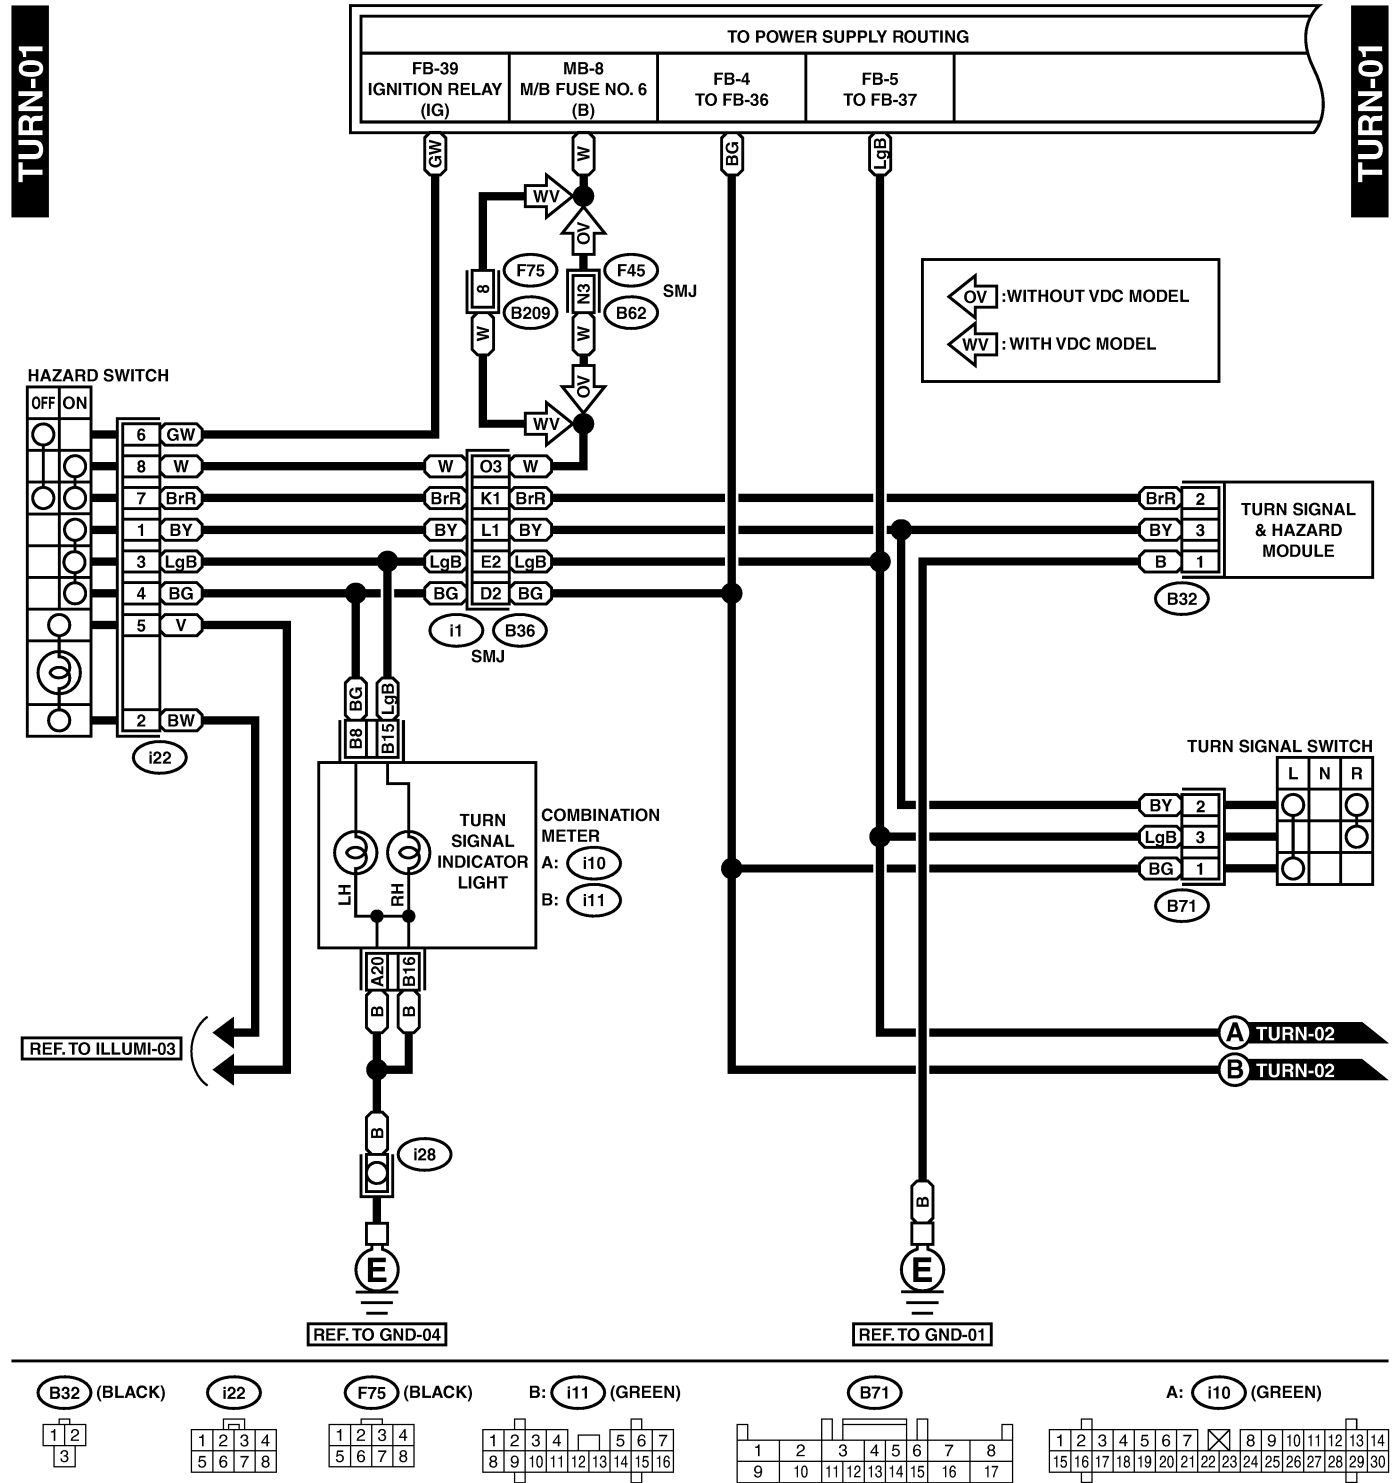 TURN-01
TURN-01
TO POWER SUPPLY ROUTING
FB-39
IGNITION RELAY
(IG)
MB-8
M/B FUSE NO. 6
(B)
FB-4
TO FB-36
FB-5
TO FB-37
GW
W
BG
LgB
WV
OV
8
F75
B209
N3
F45
B62
SMJ
W
W
OV
WV
OV :WITHOUT VDC MODEL
WV : WITH VDC MODEL
HAZARD SWITCH
OFF ON
6 GW
8 W W O3 W
7 BrR BrR K1 BrR BrR 2
1 BY BY L1 BY BY 3
3 LgB LgB E2 LgB B 1
4 BG BG D2 BG
5 V
2 BW
i22
i1 B36
SMJ
TURN SIGNAL
& HAZARD
MODULE
B32
BG LgB
B8 B15
TURN
SIGNAL
INDICATOR
LIGHT
LH RH
COMBINATION
METER
A: i10
B: i11
A20 B16
B B
B
i28
E
REF. TO GND-04
REF. TO ILLUMI-03
TURN SIGNAL SWITCH
L N R
BY 2
LgB 3
BG 1
B71
A TURN-02
B TURN-02
B
E
REF. TO GND-01
B32 (BLACK)
1 2
3
i22
1 2 3 4
5 6 7 8
F75 (BLACK)
1 2 3 4
5 6 7 8
B: i11 (GREEN)
1 2 3 4 5 6 7
8 9 10 11 12 13 14 15 16
B71
1 2 3 4 5 6 7 8
9 10 11 12 13 14 15 16 17
A: i10 (GREEN)
1 2 3 4 5 6 7 8 9 10 11 12 13 14
15 16 17 18 19 20 21 22 23 24 25 26 27 28 29 30